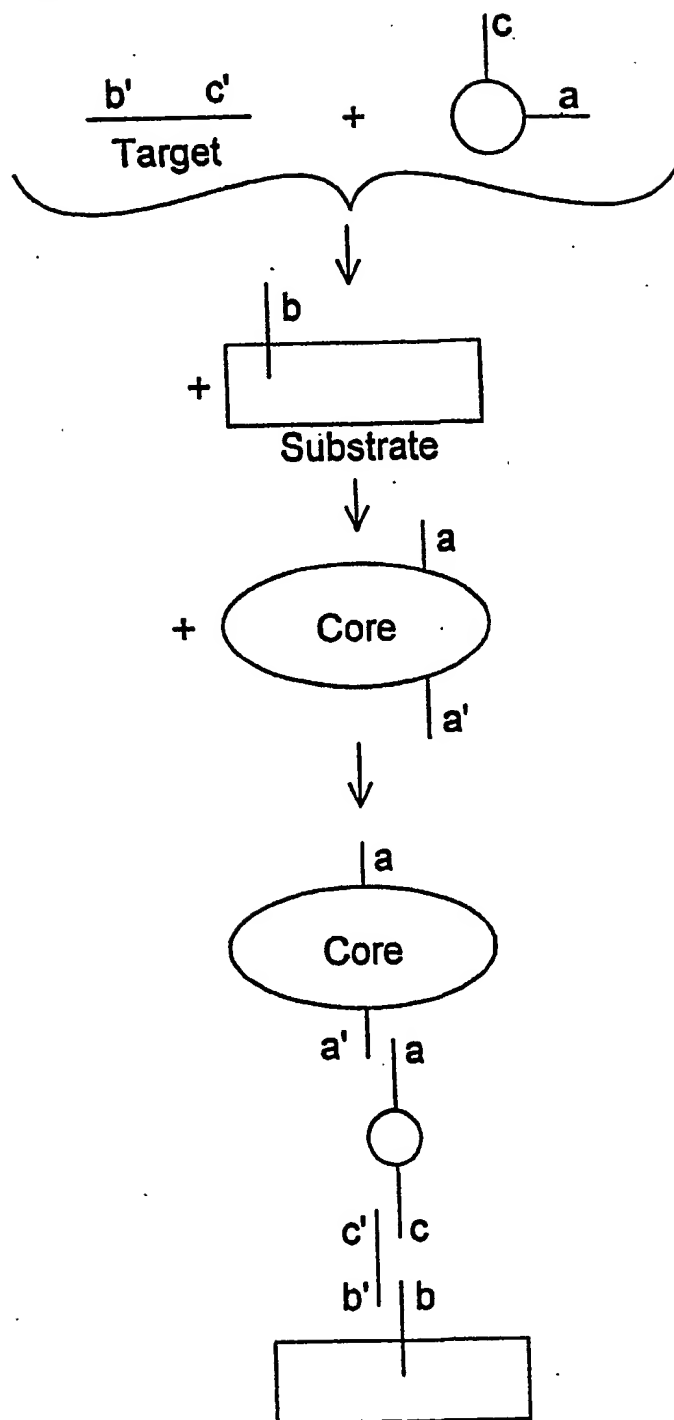 c
b' c' + a
Target
b
+
Substrate
a
+ Core
a'
a
Core
a' a
c' c
b' b